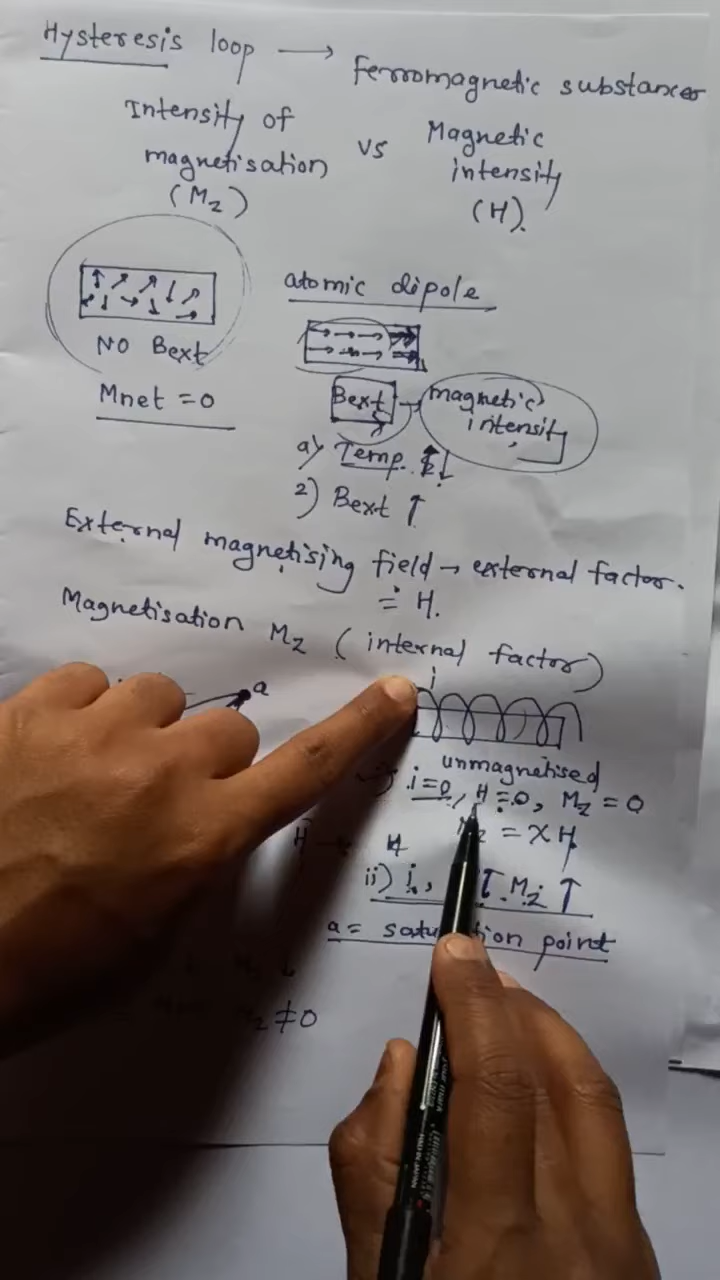 Hysteresis loop → Ferromagnetic substances
Intensity of magnetisation (Mz) vs Magnetic intensity (H).
NO Bext
Mnet = 0
atomic dipole
Bext → magnetic intensity
a) Temp. ↑↓
2) Bext ↑
External magnetising field → external factor.
= H.
Magnetisation Mz (internal factor)
a
i
unmagnetised
i=0, H=0, Mz=0
= χH
ii) i, ↑ Mz ↑
a = saturation point
≠0